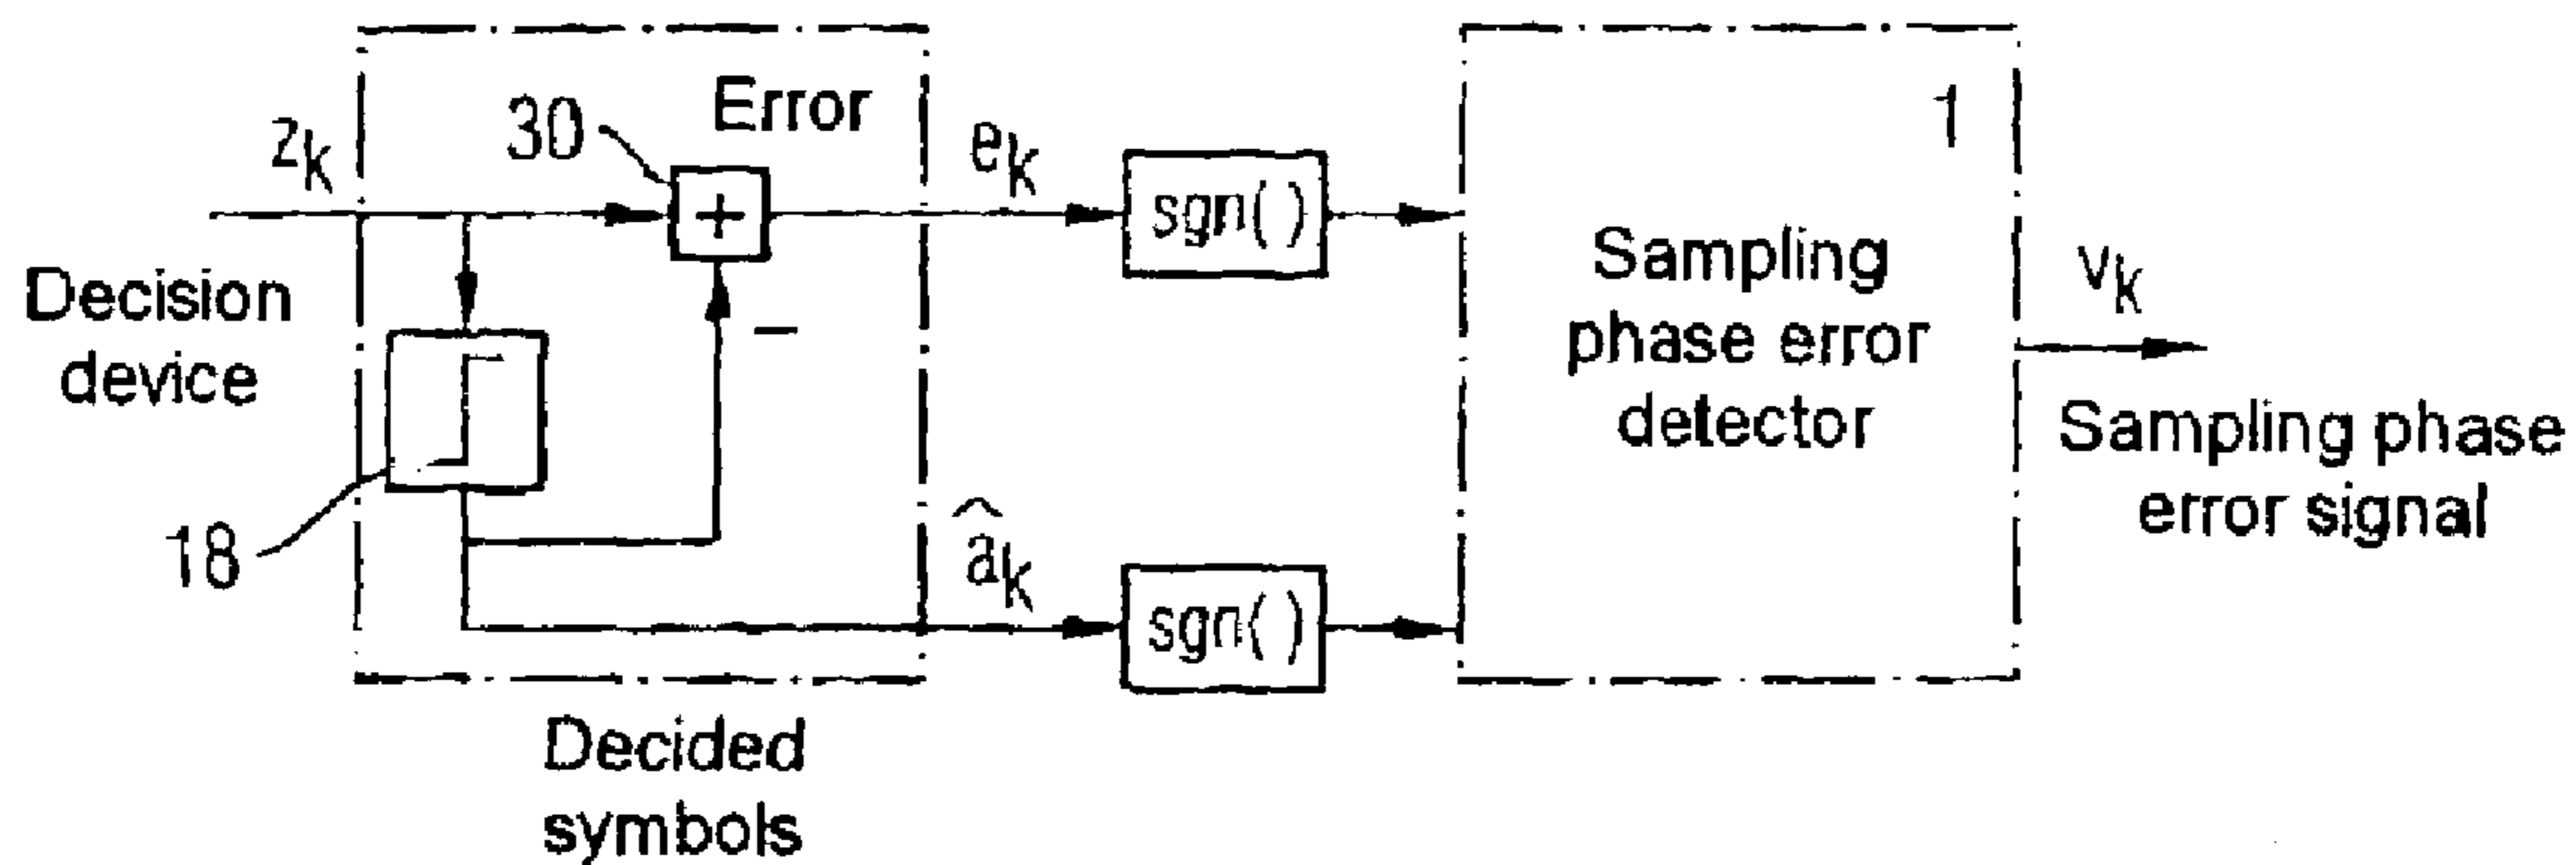 z_k
30
Error
e_k
sgn( )
1
Decision
device
+
−
Sampling
phase error
detector
v_k
Sampling phase
error signal
18
â_k
sgn( )
Decided
symbols